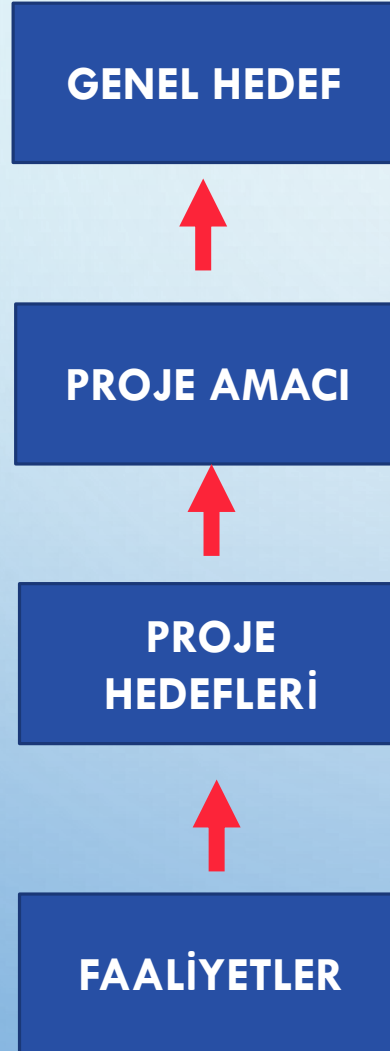 GENEL HEDEF
PROJE AMACI
PROJE
HEDEFLERİ
FAALİYETLER